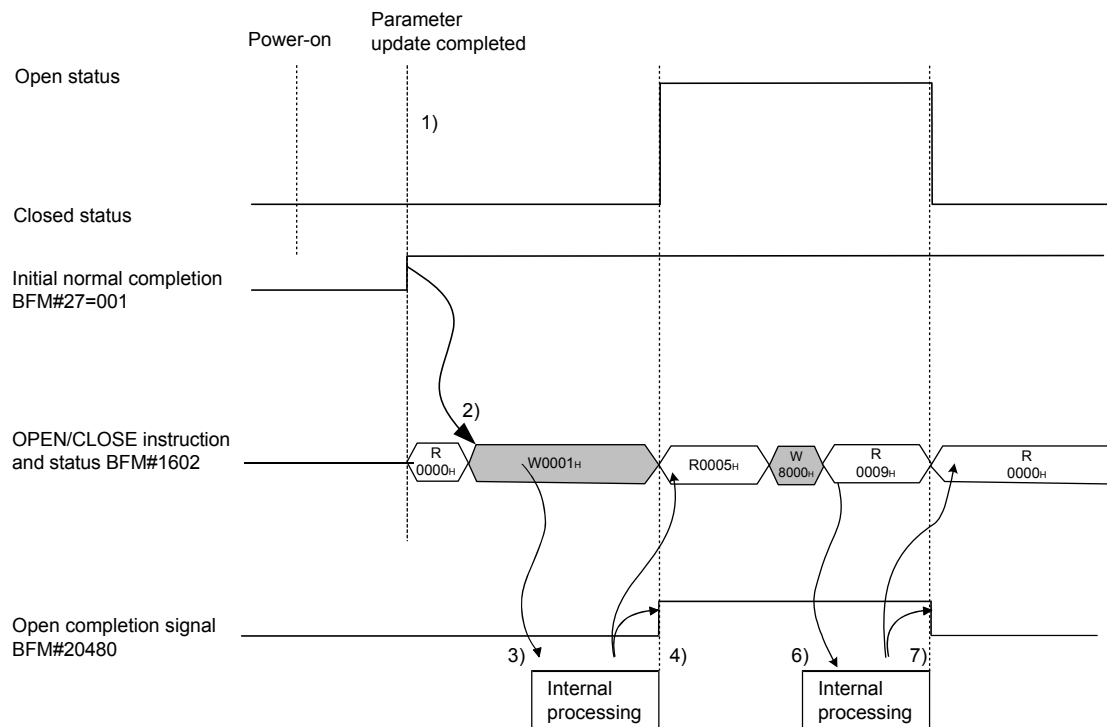 Power-on
Parameter
update completed
Open status
1)
Closed status
Initial normal completion
BFM#27=001
2)
OPEN/CLOSE instruction
and status BFM#1602
R
0000H
W0001H
R0005H
W
8000H
R
0009H
R
0000H
Open completion signal
BFM#20480
3)
4)
6)
7)
Internal
processing
Internal
processing